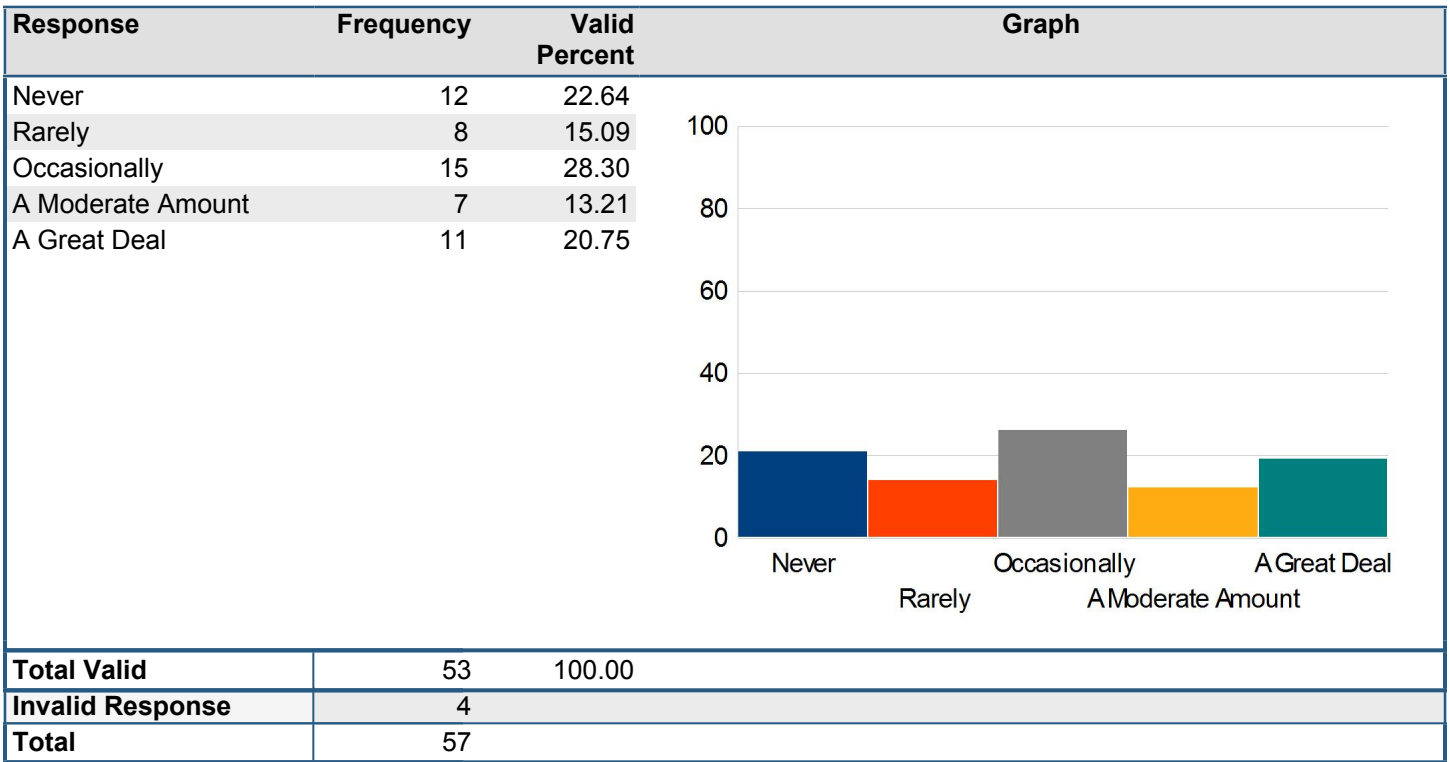 Response Frequency Valid Percent Graph
Never 12 22.64
Rarely 8 15.09
Occasionally 15 28.30
A Moderate Amount 7 13.21
A Great Deal 11 20.75
100
80
60
40
20
0
Never Occasionally A Great Deal
Rarely A Moderate Amount
Total Valid 53 100.00
Invalid Response 4
Total 57